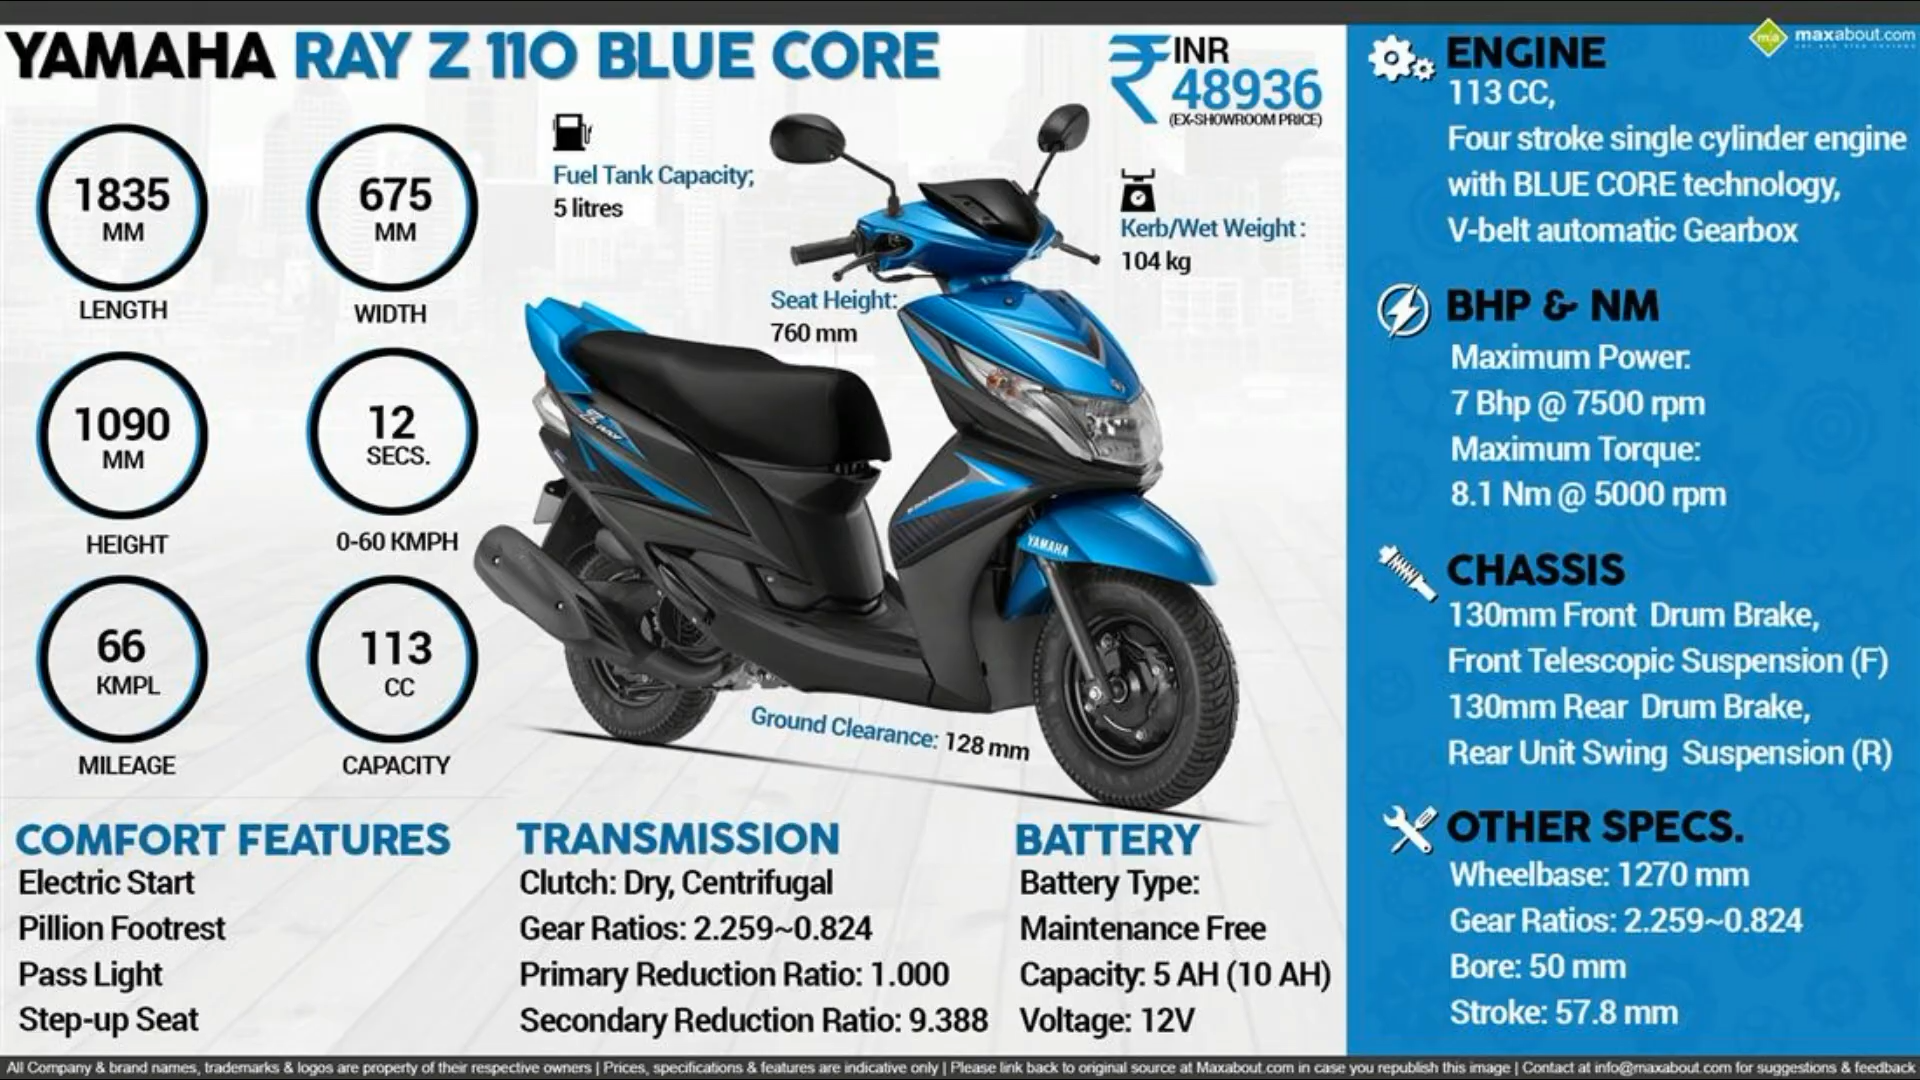 YAMAHA RAY Z 110 BLUE CORE
INR
48936
(EX-SHOWROOM PRICE)
maxabout.com
1835
MM
LENGTH
675
MM
WIDTH
1090
MM
HEIGHT
12
SECS.
0-60 KMPH
66
KMPL
MILEAGE
113
CC
CAPACITY
Fuel Tank Capacity;
5 litres
Kerb/Wet Weight :
104 kg
Seat Height:
760 mm
YAMAHA
Ground Clearance: 128 mm
COMFORT FEATURES
Electric Start
Pillion Footrest
Pass Light
Step-up Seat
TRANSMISSION
Clutch: Dry, Centrifugal
Gear Ratios: 2.259~0.824
Primary Reduction Ratio: 1.000
Secondary Reduction Ratio: 9.388
BATTERY
Battery Type:
Maintenance Free
Capacity: 5 AH (10 AH)
Voltage: 12V
ENGINE
113 CC,
Four stroke single cylinder engine
with BLUE CORE technology,
V-belt automatic Gearbox
BHP & NM
Maximum Power:
7 Bhp @ 7500 rpm
Maximum Torque:
8.1 Nm @ 5000 rpm
CHASSIS
130mm Front Drum Brake,
Front Telescopic Suspension (F)
130mm Rear Drum Brake,
Rear Unit Swing Suspension (R)
OTHER SPECS.
Wheelbase: 1270 mm
Gear Ratios: 2.259~0.824
Bore: 50 mm
Stroke: 57.8 mm
All Company & brand names, trademarks & logos are property of their respective owners | Prices, specifications & features are indicative only | Please link back to original source at Maxabout.com in case you republish this image | Contact at info@maxabout.com for suggestions & feedback